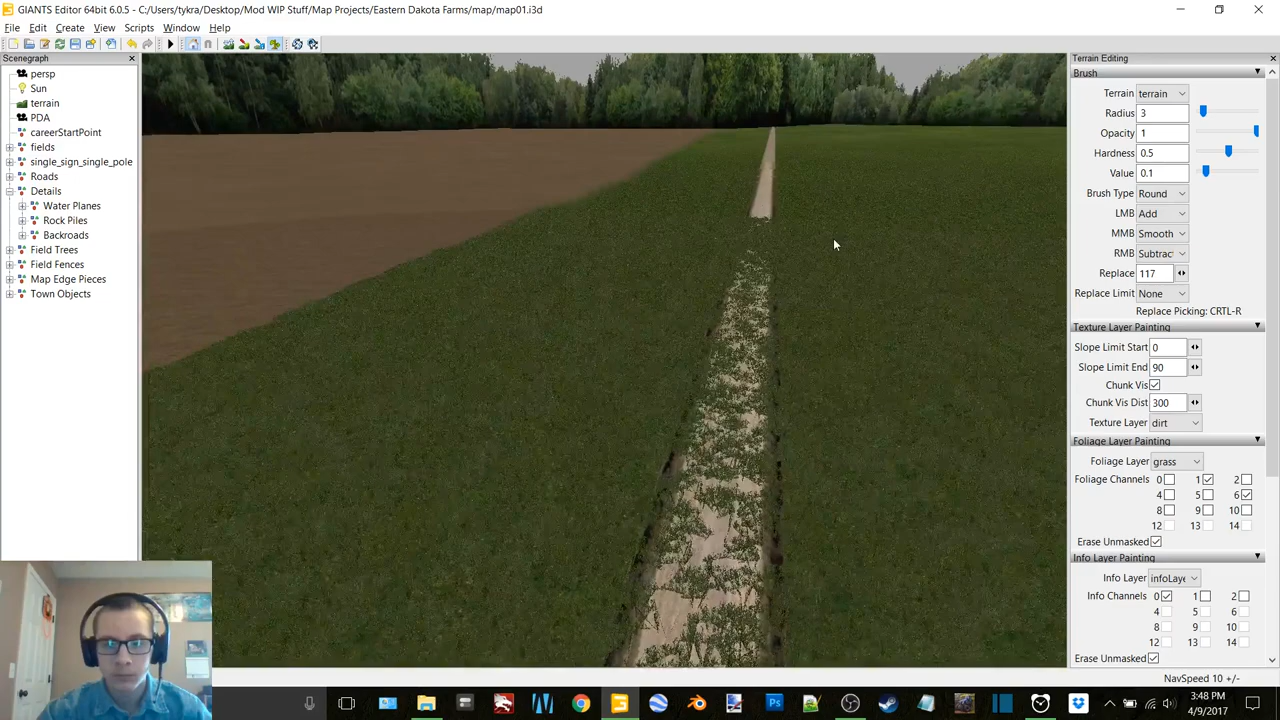 GIANTS Editor 64bit 6.0.5 - C:/Users/tykra/Desktop/Mod WIP Stuff/Map Projects/Eastern Dakota Farms/map/map01.i3d
File Edit Create View Scripts Window Help
Scenegraph
persp
Sun
terrain
PDA
careerStartPoint
fields
single_sign_single_pole
Roads
Details
Water Planes
Rock Piles
Backroads
Field Trees
Field Fences
Map Edge Pieces
Town Objects
Terrain Editing
Brush
Terrain terrain
Radius 3
Opacity 1
Hardness 0.5
Value 0.1
Brush Type Round
LMB Add
MMB Smooth
RMB Subtrac
Replace 117
Replace Limit None
Replace Picking: CRTL-R
Texture Layer Painting
Slope Limit Start 0
Slope Limit End 90
Chunk Vis
Chunk Vis Dist 300
Texture Layer dirt
Foliage Layer Painting
Foliage Layer grass
Foliage Channels 0 1 2
4 5 6
8 9 10
12 13 14
Erase Unmasked
Info Layer Painting
Info Layer infoLaye
Info Channels 0 1 2
4 5 6
8 9 10
12 13 14
Erase Unmasked
NavSpeed 10 +/-
3:48 PM
4/9/2017